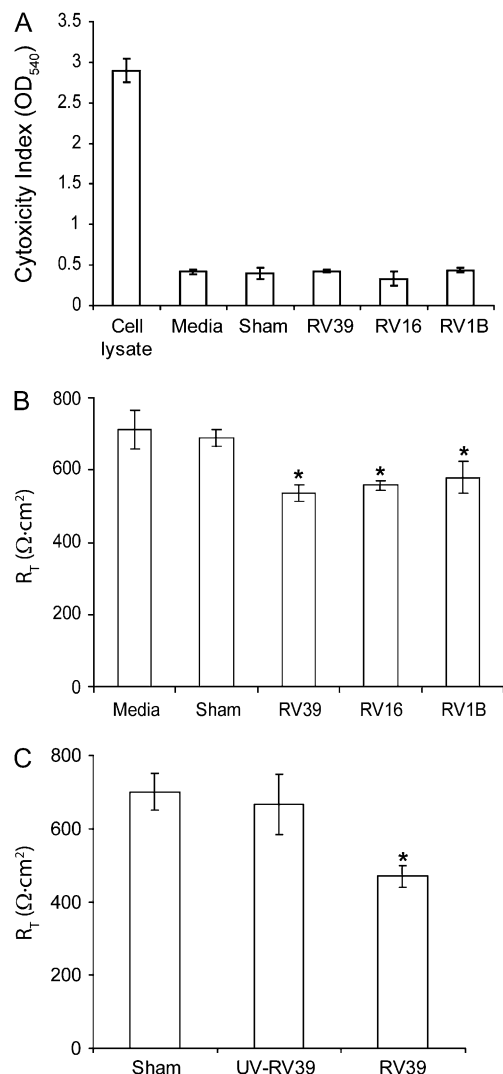 A
Cytoxicity Index (OD540)
3.5
3
2.5
2
1.5
1
0.5
0
Cell lysate
Media
Sham
RV39
RV16
RV1B
B
RT (Ω·cm²)
800
600
400
200
0
*
*
*
Media
Sham
RV39
RV16
RV1B
C
RT (Ω·cm²)
800
600
400
200
0
*
Sham
UV-RV39
RV39